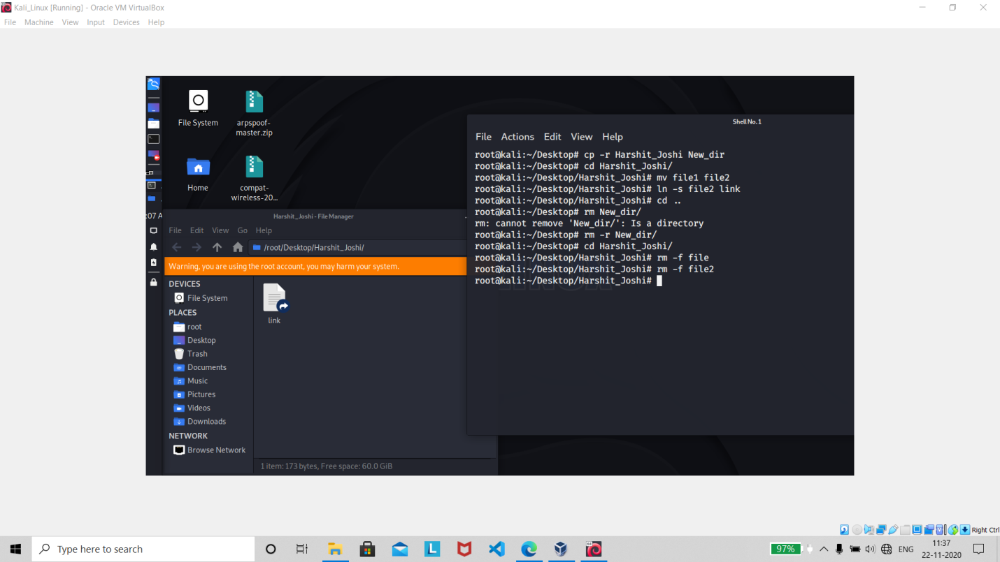 Kali_Linux [Running] - Oracle VM VirtualBox
File Machine View Input Devices Help
File System
arpspoof-
master.zip
Home
compat-
wireless-20...
:07 A
Harshit_Joshi - File Manager
File Edit View Go Help
/root/Desktop/Harshit_Joshi/
Warning, you are using the root account, you may harm your system.
DEVICES
File System
PLACES
root
Desktop
Trash
Documents
Music
Pictures
Videos
Downloads
NETWORK
Browse Network
link
1 item: 173 bytes, Free space: 60.0 GiB
Shell No. 1
File Actions Edit View Help
root@kali:~/Desktop# cp -r Harshit_Joshi New_dir
root@kali:~/Desktop# cd Harshit_Joshi/
root@kali:~/Desktop/Harshit_Joshi# mv file1 file2
root@kali:~/Desktop/Harshit_Joshi# ln -s file2 link
root@kali:~/Desktop/Harshit_Joshi# cd ..
root@kali:~/Desktop# rm New_dir/
rm: cannot remove 'New_dir/': Is a directory
root@kali:~/Desktop# rm -r New_dir/
root@kali:~/Desktop# cd Harshit_Joshi/
root@kali:~/Desktop/Harshit_Joshi# rm -f file
root@kali:~/Desktop/Harshit_Joshi# rm -f file2
root@kali:~/Desktop/Harshit_Joshi#
Right Ctrl
Type here to search
L
97%
ENG
11:37
22-11-2020